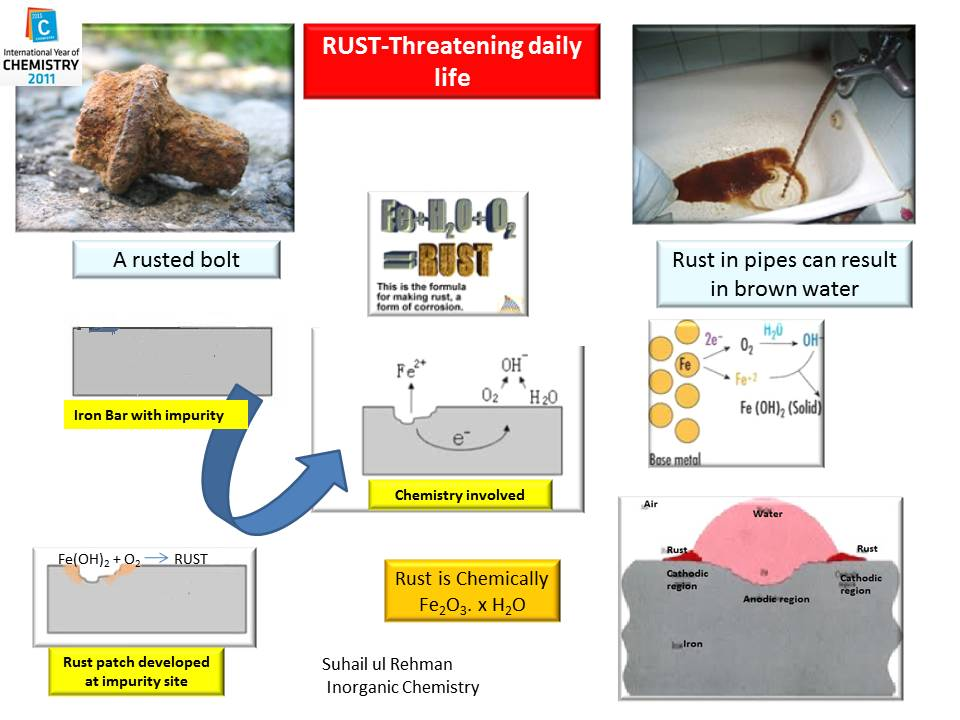 2011
C
International Year of
CHEMISTRY
2011
RUST-Threatening daily
life
A rusted bolt
Fe+H₂O+O₂
=RUST
This is the formula
for making rust, a
form of corrosion.
Rust in pipes can result
in brown water
Iron Bar with impurity
Fe²⁺
OH⁻
O₂
H₂O
e⁻
Chemistry involved
2e⁻
O₂
H₂O
OH⁻
Fe
Fe⁺²
Fe (OH)₂ (Solid)
Base metal
Fe(OH)₂ + O₂ → RUST
Rust patch developed
at impurity site
Rust is Chemically
Fe₂O₃. x H₂O
Suhail ul Rehman
Inorganic Chemistry
Air
Water
Rust
Rust
Cathodic
region
Cathodic
region
Anodic region
Iron